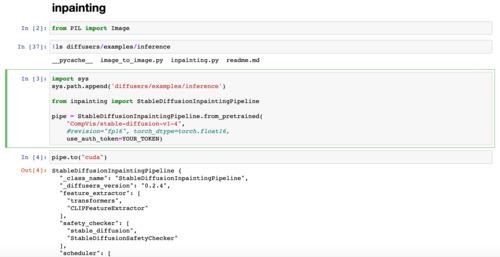 inpainting
In [2]: from PIL import Image
In [37]: !ls diffusers/examples/inference
__pycache__  image_to_image.py  inpainting.py  readme.md
In [3]: import sys
sys.path.append('diffusers/examples/inference')
from inpainting import StableDiffusionInpaintingPipeline
pipe = StableDiffusionInpaintingPipeline.from_pretrained(
"CompVis/stable-diffusion-v1-4",
#revision="fp16", torch_dtype=torch.float16,
use_auth_token=YOUR_TOKEN)
In [4]: pipe.to("cuda")
Out[4]: StableDiffusionInpaintingPipeline {
"_class_name": "StableDiffusionInpaintingPipeline",
"_diffusers_version": "0.2.4",
"feature_extractor": [
"transformers",
"CLIPFeatureExtractor"
],
"safety_checker": [
"stable_diffusion",
"StableDiffusionSafetyChecker"
],
"scheduler": [